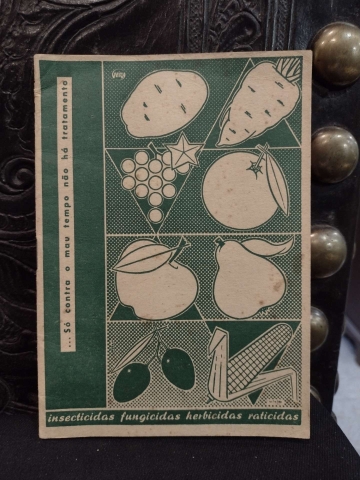 ...Só contra o mau tempo não há tratamento
insecticidas fungicidas herbicidas raticidas